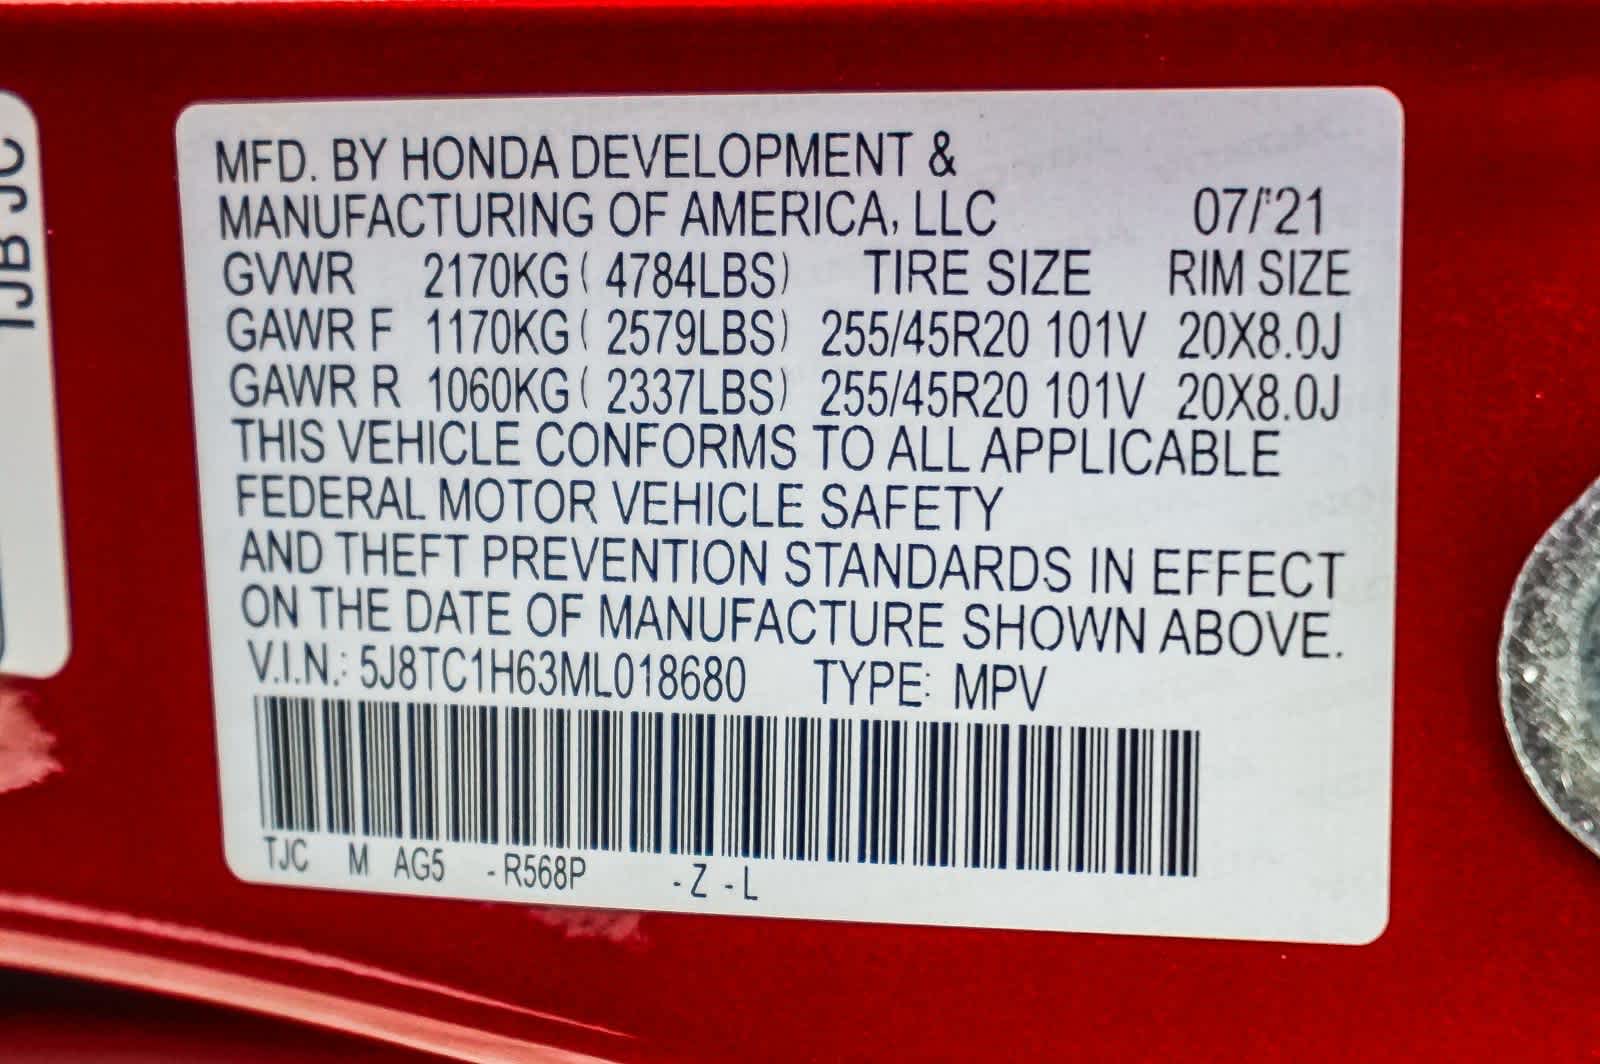 MFD. BY HONDA DEVELOPMENT &
MANUFACTURING OF AMERICA, LLC 07/'21
GVWR 2170KG ( 4784LBS) TIRE SIZE RIM SIZE
GAWR F 1170KG ( 2579LBS) 255/45R20 101V 20X8.0J
GAWR R 1060KG ( 2337LBS) 255/45R20 101V 20X8.0J
THIS VEHICLE CONFORMS TO ALL APPLICABLE
FEDERAL MOTOR VEHICLE SAFETY
AND THEFT PREVENTION STANDARDS IN EFFECT
ON THE DATE OF MANUFACTURE SHOWN ABOVE.
V.I.N.: 5J8TC1H63ML018680 TYPE: MPV
TJC M AG5 -R568P -Z -L
TJB JC